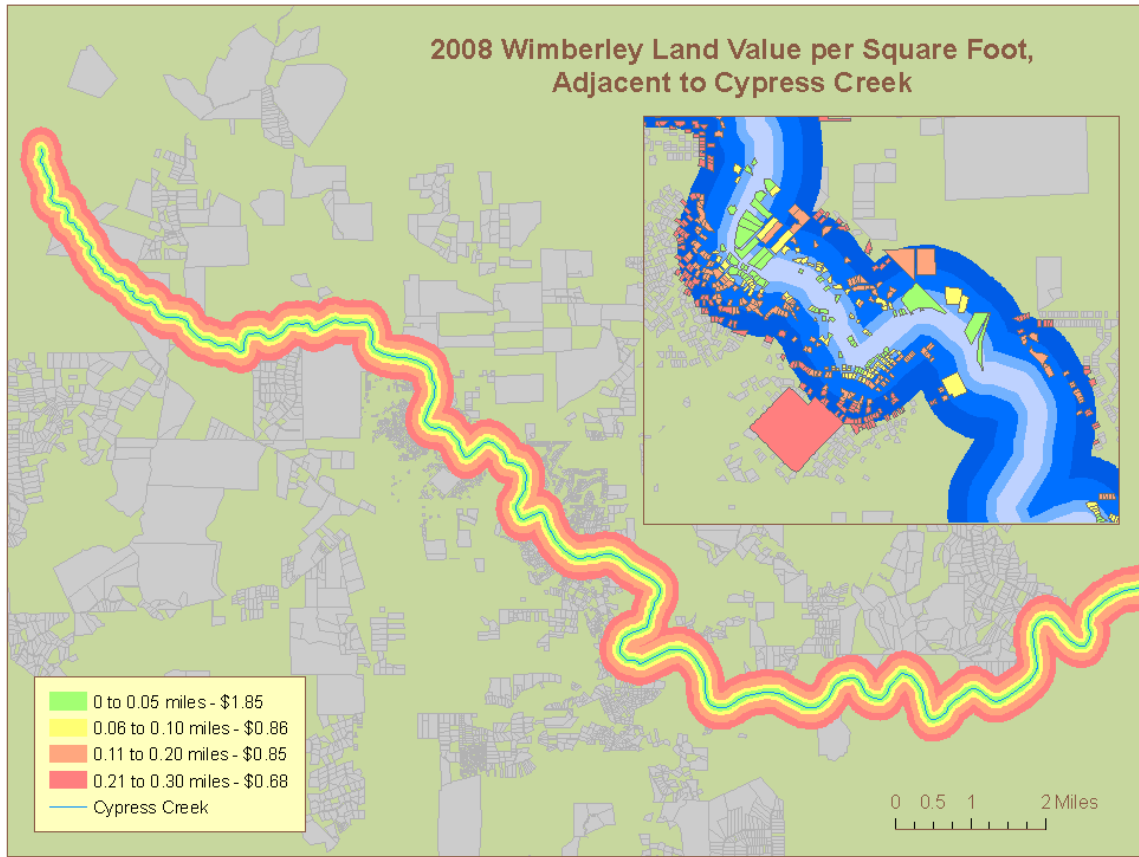 2008 Wimberley Land Value per Square Foot,
Adjacent to Cypress Creek
0 to 0.05 miles - $1.85
0.06 to 0.10 miles - $0.86
0.11 to 0.20 miles - $0.85
0.21 to 0.30 miles - $0.68
Cypress Creek
0 0.5 1 2 Miles